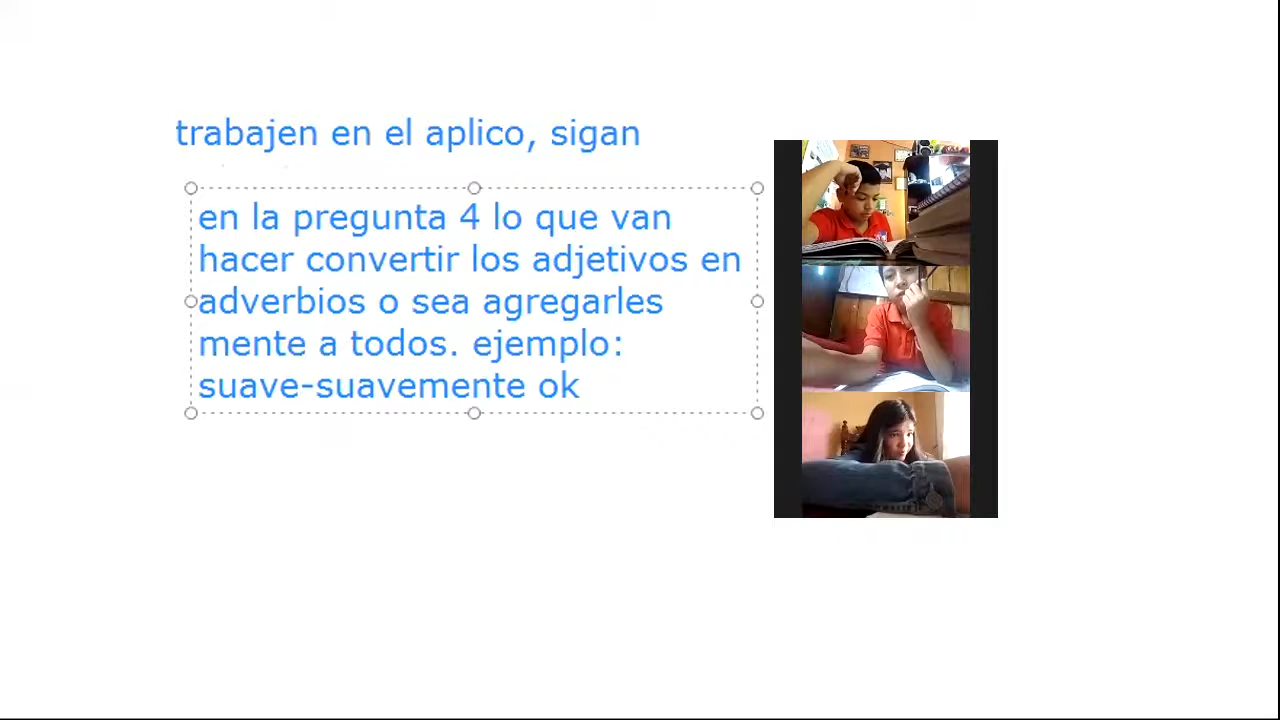 trabajen en el aplico, sigan
en la pregunta 4 lo que van
hacer convertir los adjetivos en
adverbios o sea agregarles
mente a todos. ejemplo:
suave-suavemente ok